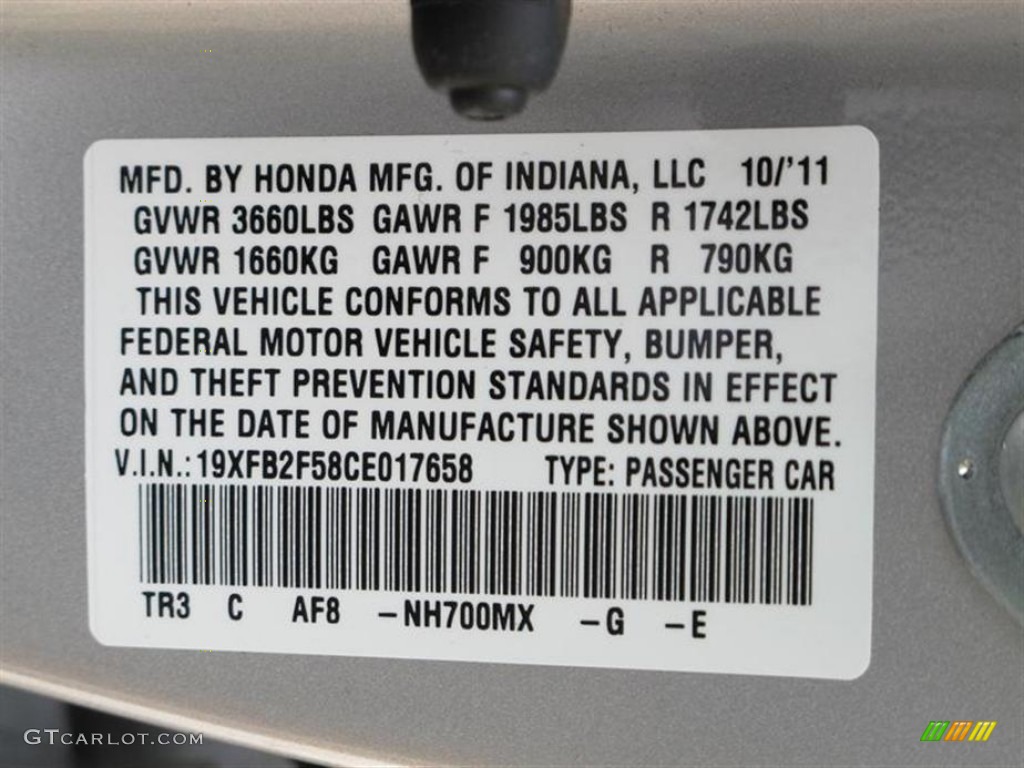 MFD. BY HONDA MFG. OF INDIANA, LLC 10/'11
GVWR 3660LBS GAWR F 1985LBS R 1742LBS
GVWR 1660KG GAWR F 900KG R 790KG
THIS VEHICLE CONFORMS TO ALL APPLICABLE
FEDERAL MOTOR VEHICLE SAFETY, BUMPER,
AND THEFT PREVENTION STANDARDS IN EFFECT
ON THE DATE OF MANUFACTURE SHOWN ABOVE.
V.I.N.: 19XFB2F58CE017658 TYPE: PASSENGER CAR
TR3 C AF8 –NH700MX –G –E
GTCARLOT.COM